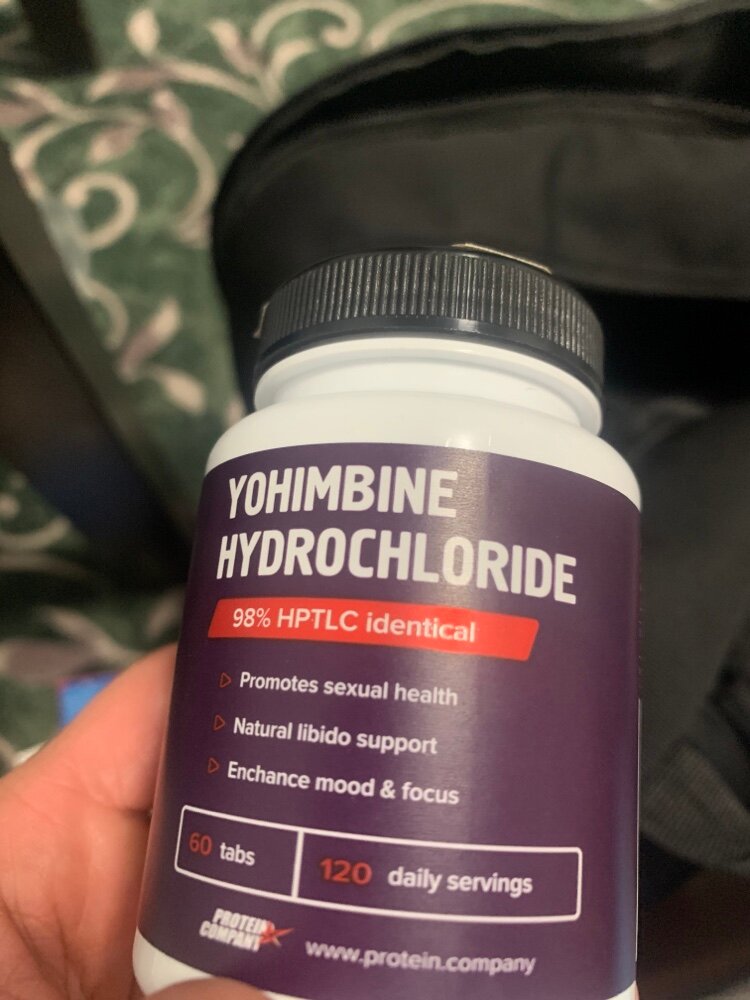 YOHIMBINE
HYDROCHLORIDE
98% HPTLC identical
Promotes sexual health
Natural libido support
Enchance mood & focus
60 tabs
120 daily servings
PROTEIN
COMPANY
www.protein.company